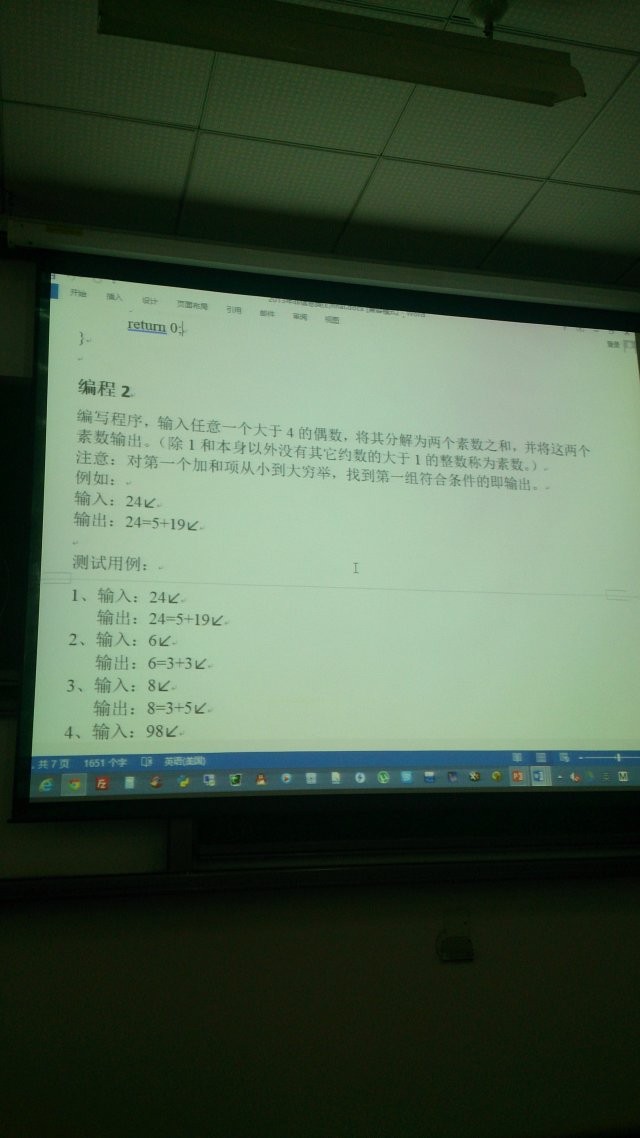 开始 插入 设计 页面布局 引用 邮件 审阅 视图
登录
return 0;
}
编程 2
编写程序，输入任意一个大于 4 的偶数，将其分解为两个素数之和，并将这两个
素数输出。（除 1 和本身以外没有其它约数的大于 1 的整数称为素数。）
注意：对第一个加和项从小到大穷举，找到第一组符合条件的即输出。
例如：
输入：24↙
输出：24=5+19↙
测试用例：
1、输入：24↙
输出：24=5+19↙
2、输入：6↙
输出：6=3+3↙
3、输入：8↙
输出：8=3+5↙
4、输入：98↙
共 7 页 1651 个字 英语(美国)